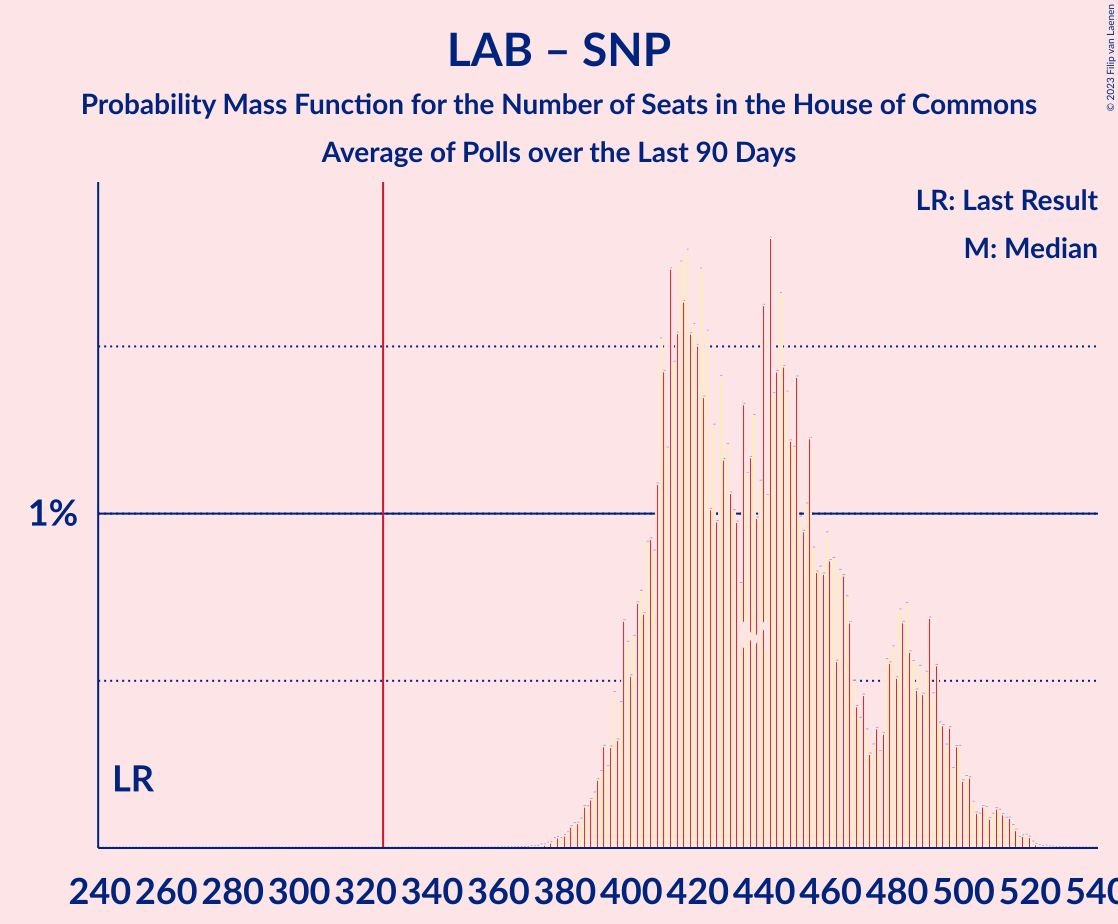 LAB – SNP
Probability Mass Function for the Number of Seats in the House of Commons
Average of Polls over the Last 90 Days
© 2023 Filip van Laenen
LR: Last Result
M: Median
1%
LR
M
240 260 280 300 320 340 360 380 400 420 440 460 480 500 520 540